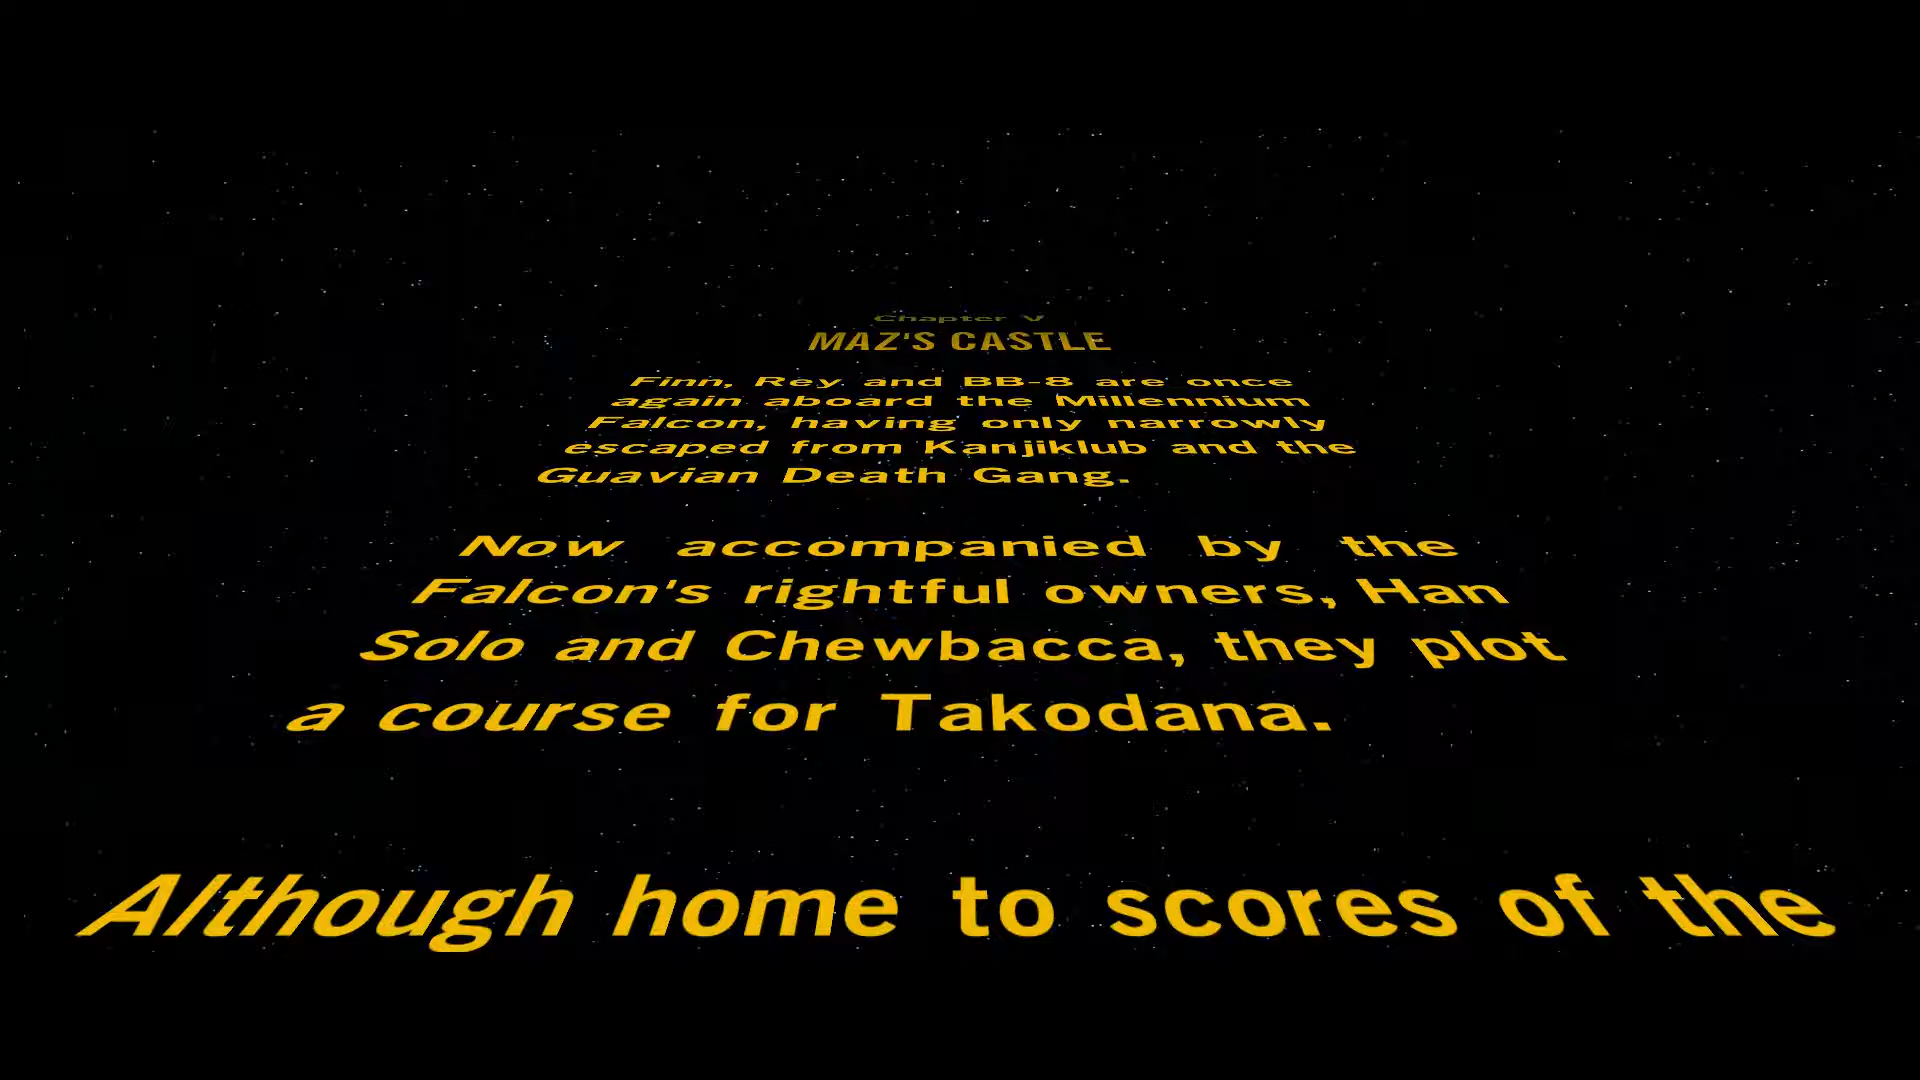 Chapter V
MAZ'S CASTLE
Finn, Rey and BB-8 are once
again aboard the Millennium
Falcon, having only narrowly
escaped from Kanjiklub and the
Guavian Death Gang.
Now accompanied by the
Falcon's rightful owners, Han
Solo and Chewbacca, they plot
a course for Takodana.
Although home to scores of the